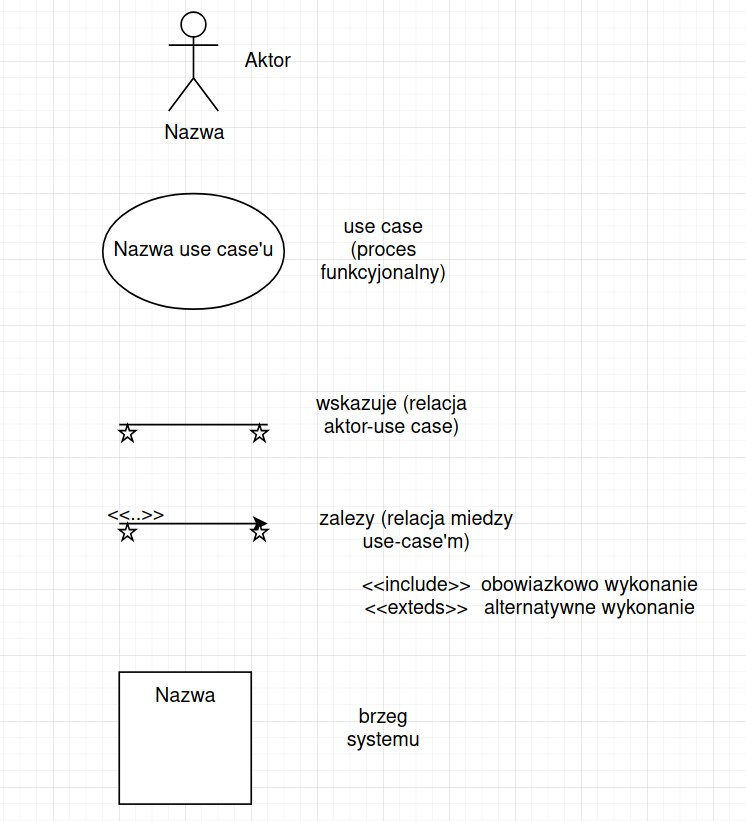 Aktor
Nazwa
Nazwa use case'u
use case
(proces
funkcyjonalny)
wskazuje (relacja
aktor-use case)
<<..>>
zalezy (relacja miedzy
use-case'm)
<<include>> obowiazkowo wykonanie
<<exteds>> alternatywne wykonanie
Nazwa
brzeg
systemu